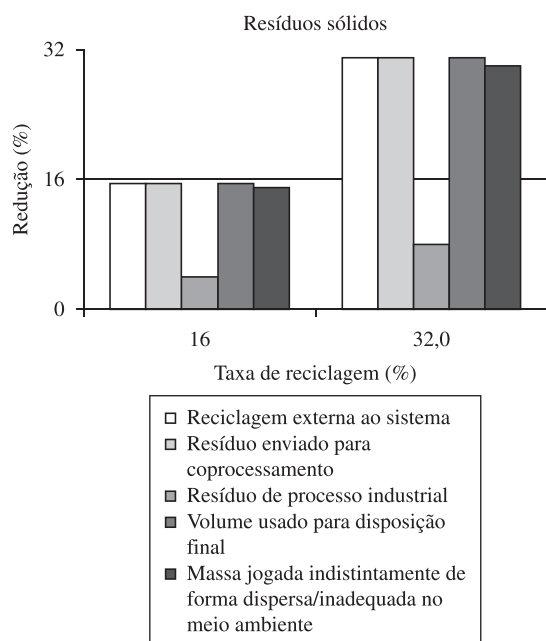 Resíduos sólidos
32
16
0
Redução (%)
16
32,0
Taxa de reciclagem (%)
Reciclagem externa ao sistema
Resíduo enviado para
coprocessamento
Resíduo de processo industrial
Volume usado para disposição
final
Massa jogada indistintamente de
forma dispersa/inadequada no
meio ambiente